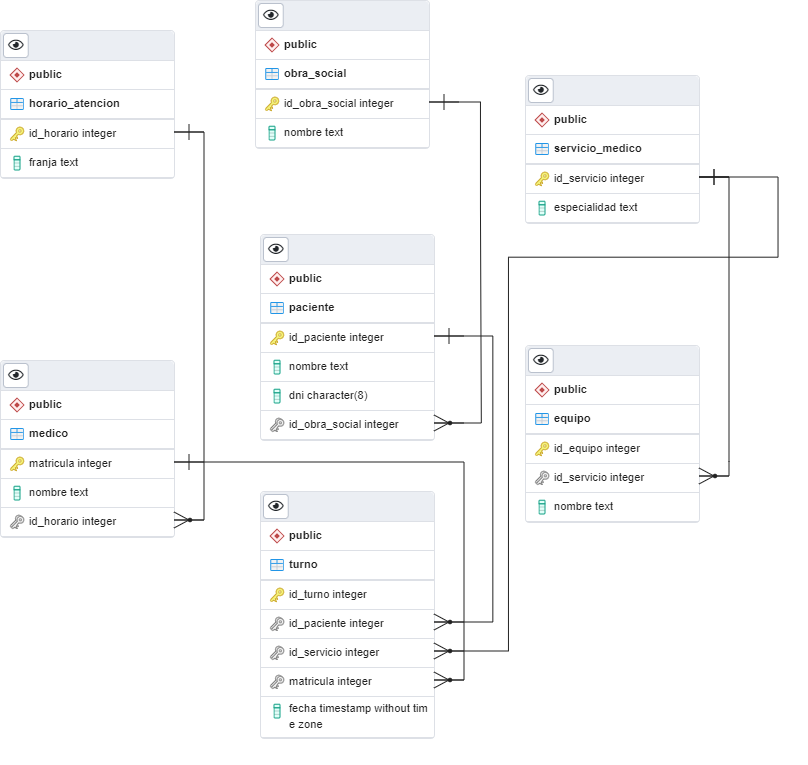 public
horario_atencion
id_horario integer
franja text
public
obra_social
id_obra_social integer
nombre text
public
servicio_medico
id_servicio integer
especialidad text
public
paciente
id_paciente integer
nombre text
dni character(8)
id_obra_social integer
public
medico
matricula integer
nombre text
id_horario integer
public
equipo
id_equipo integer
id_servicio integer
nombre text
public
turno
id_turno integer
id_paciente integer
id_servicio integer
matricula integer
fecha timestamp without tim
e zone